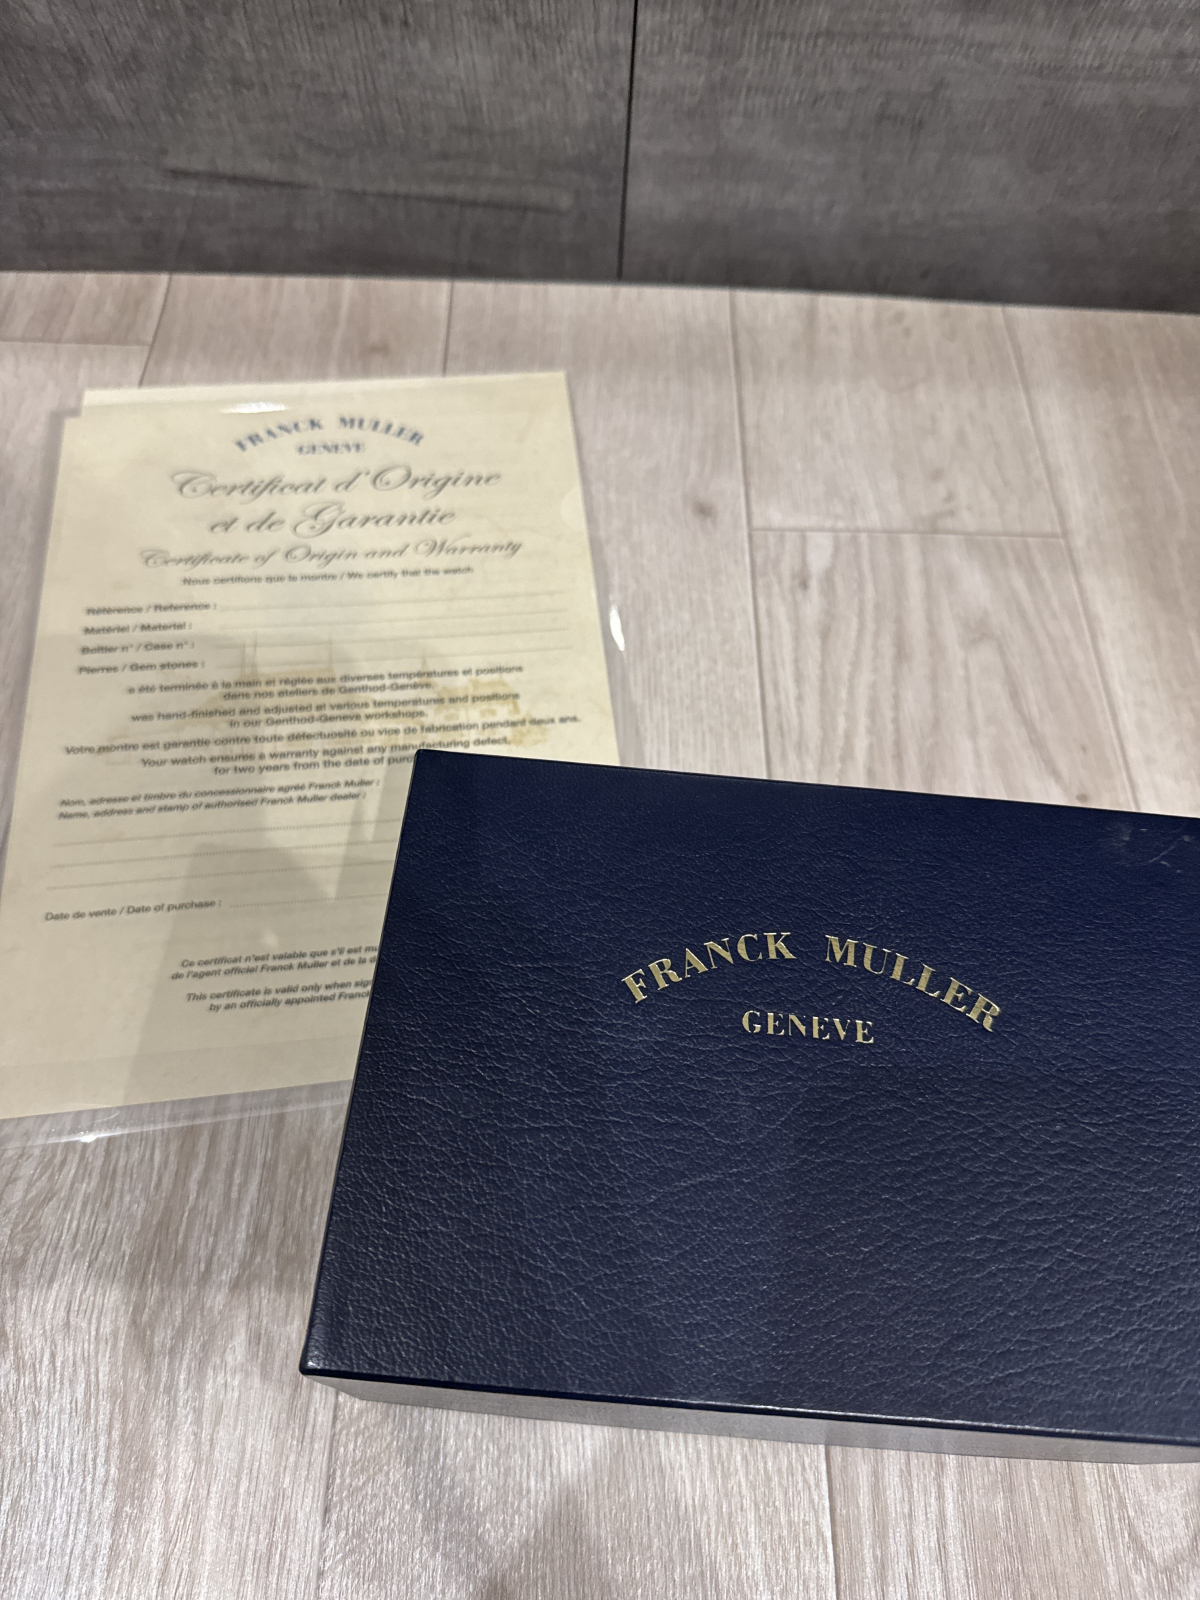 FRANCK MULLER
GENEVE
Certificat d'Origine
et de Garantie
Certificate of Origin and Warranty
Nous certifions que la montre / We certify that the watch
Référence / Reference :
Matériel / Material :
Boîtier n° / Case n° :
Pierres / Gem stones :
a été terminée à la main et réglée aux diverses températures et positions
dans nos ateliers de Genthod-Genève.
was hand-finished and adjusted at various temperatures and positions
in our Genthod-Geneva workshops.
Votre montre est garantie contre toute défectuosité ou vice de fabrication pendant deux ans.
Your watch ensures a warranty against any manufacturing defect,
for two years from the date of purc
Nom, adresse et timbre du concessionnaire agréé Franck Muller :
Name, address and stamp of authorised Franck Muller dealer :
Date de vente / Date of purchase :
Ce certificat n'est valable que s'il est mu
de l'agent officiel Franck Muller et de la d
This certificate is valid only when sig
by an officially appointed Franck
FRANCK MULLER
GENEVE